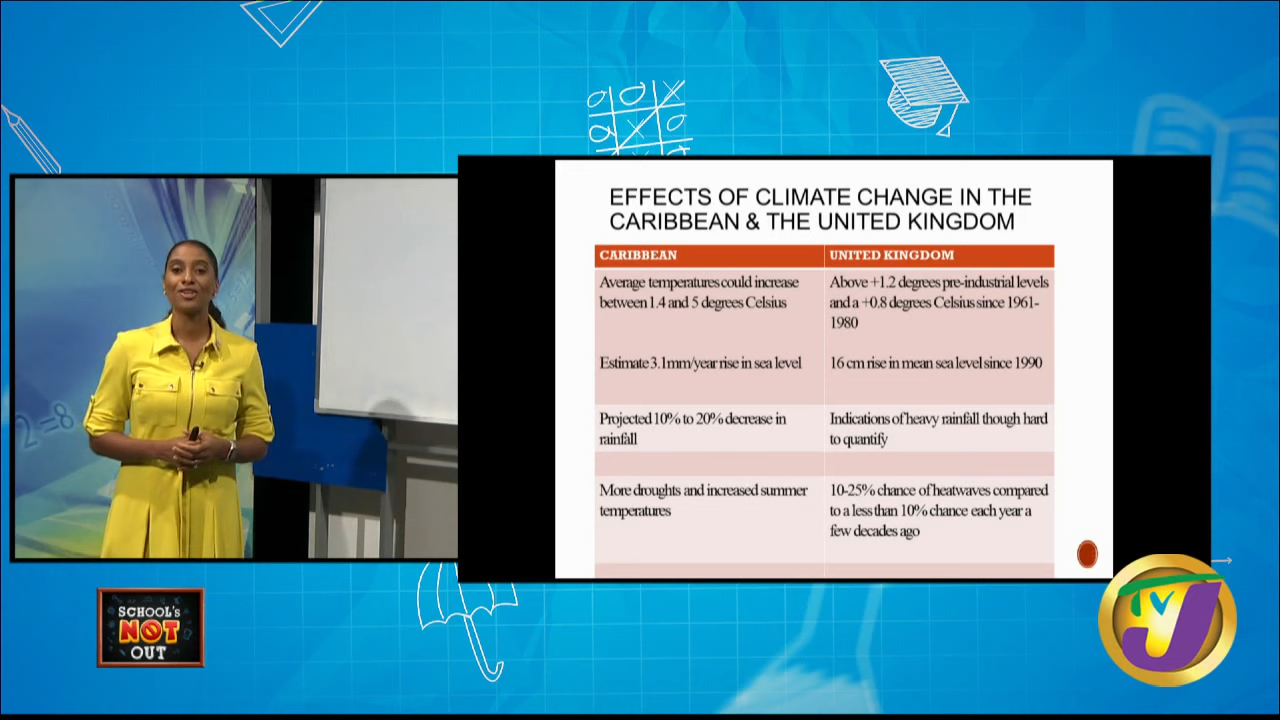 EFFECTS OF CLIMATE CHANGE IN THE
CARIBBEAN & THE UNITED KINGDOM
CARIBBEAN
UNITED KINGDOM
Average temperatures could increase
between 1.4 and 5 degrees Celsius
Above +1.2 degrees pre-industrial levels
and a +0.8 degrees Celsius since 1961-
1980
Estimate 3.1mm/year rise in sea level
16 cm rise in mean sea level since 1990
Projected 10% to 20% decrease in
rainfall
Indications of heavy rainfall though hard
to quantify
More droughts and increased summer
temperatures
10-25% chance of heatwaves compared
to a less than 10% chance each year a
few decades ago
2=8
SCHOOL'S
NOT
OUT
TVJ